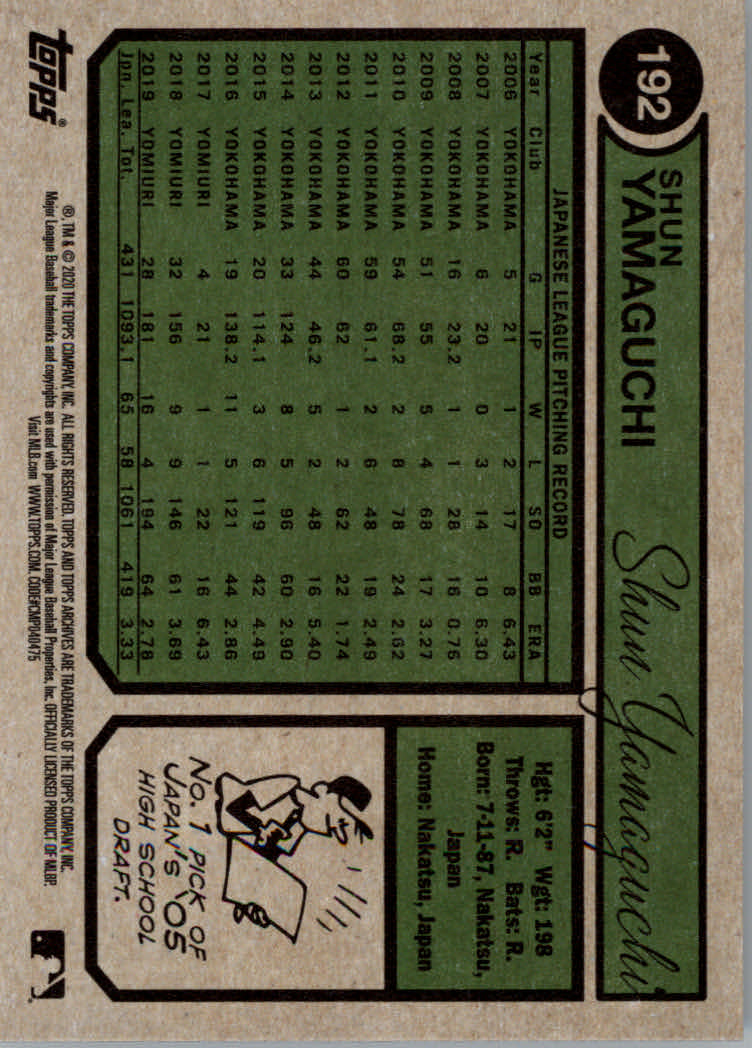 192
SHUN
YAMAGUCHI
Shun Yamaguchi
JAPANESE LEAGUE PITCHING RECORD
Year Club G IP W L SO BB ERA
2006 YOKOHAMA 5 21 1 2 17 8 6.43
2007 YOKOHAMA 6 20 0 3 14 10 6.30
2008 YOKOHAMA 16 23.2 1 1 28 16 0.76
2009 YOKOHAMA 51 55 5 4 68 17 3.27
2010 YOKOHAMA 54 68.2 2 8 78 24 2.62
2011 YOKOHAMA 59 61.1 2 6 48 19 2.49
2012 YOKOHAMA 60 62 1 2 62 22 1.74
2013 YOKOHAMA 44 46.2 5 2 48 16 5.40
2014 YOKOHAMA 33 124 8 5 96 60 2.90
2015 YOKOHAMA 20 114.1 3 6 119 42 4.49
2016 YOKOHAMA 19 138.2 11 5 121 44 2.86
2017 YOMIURI 4 21 1 1 22 16 6.43
2018 YOMIURI 32 156 9 9 146 61 3.69
2019 YOMIURI 28 181 16 4 194 64 2.78
Jpn. Lea. Tot. 431 1093.1 65 58 1061 419 3.33
Hgt: 6'2" Wgt: 198
Throws: R. Bats: R.
Born: 7-11-87, Nakatsu,
Japan
Home: Nakatsu, Japan
No. 1 PICK OF
JAPAN'S '05
HIGH SCHOOL
DRAFT.
topps®
®, TM & © 2020 THE TOPPS COMPANY, INC. ALL RIGHTS RESERVED. TOPPS AND TOPPS ARCHIVES ARE TRADEMARKS OF THE TOPPS COMPANY, INC.
Major League Baseball trademarks and copyrights are used with permission of Major League Baseball Properties, Inc. OFFICIALLY LICENSED PRODUCT OF MLBP.
Visit MLB.com WWW.TOPPS.COM. CODE#CMP040475